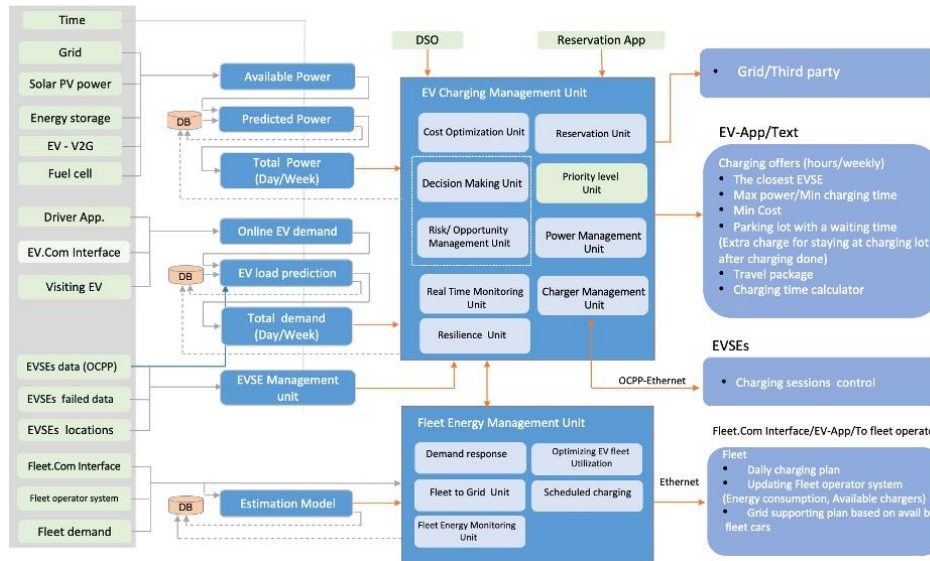 Time
Grid
Solar PV power
Energy storage
EV - V2G
Fuel cell
Driver App.
EV.Com Interface
Visiting EV
EVSEs data (OCPP)
EVSEs failed data
EVSEs locations
Fleet.Com Interface
Fleet operator system
Fleet demand
Available Power
DB
Predicted Power
Total Power
(Day/Week)
Online EV demand
DB
EV load prediction
Total demand
(Day/Week)
EVSE Management
unit
DB
Estimation Model
DSO
Reservation App
EV Charging Management Unit
Cost Optimization Unit
Reservation Unit
Decision Making Unit
Priority level
Unit
Risk/ Opportunity
Management Unit
Power Management
Unit
Real Time Monitoring
Unit
Charger Management
Unit
Resilience Unit
OCPP-Ethernet
Fleet Energy Management Unit
Demand response
Optimizing EV fleet
Utilization
Fleet to Grid Unit
Scheduled charging
Fleet Energy Monitoring
Unit
Ethernet
• Grid/Third party
EV-App/Text
Charging offers (hours/weekly)
• The closest EVSE
• Max power/Min charging time
• Min Cost
• Parking lot with a waiting time
(Extra charge for staying at charging lot
after charging done)
• Travel package
• Charging time calculator
EVSEs
• Charging sessions control
Fleet.Com Interface/EV-App/To fleet operato
Fleet
• Daily charging plan
• Updating Fleet operator system
(Energy consumption, Available chargers)
• Grid supporting plan based on avail b
fleet cars